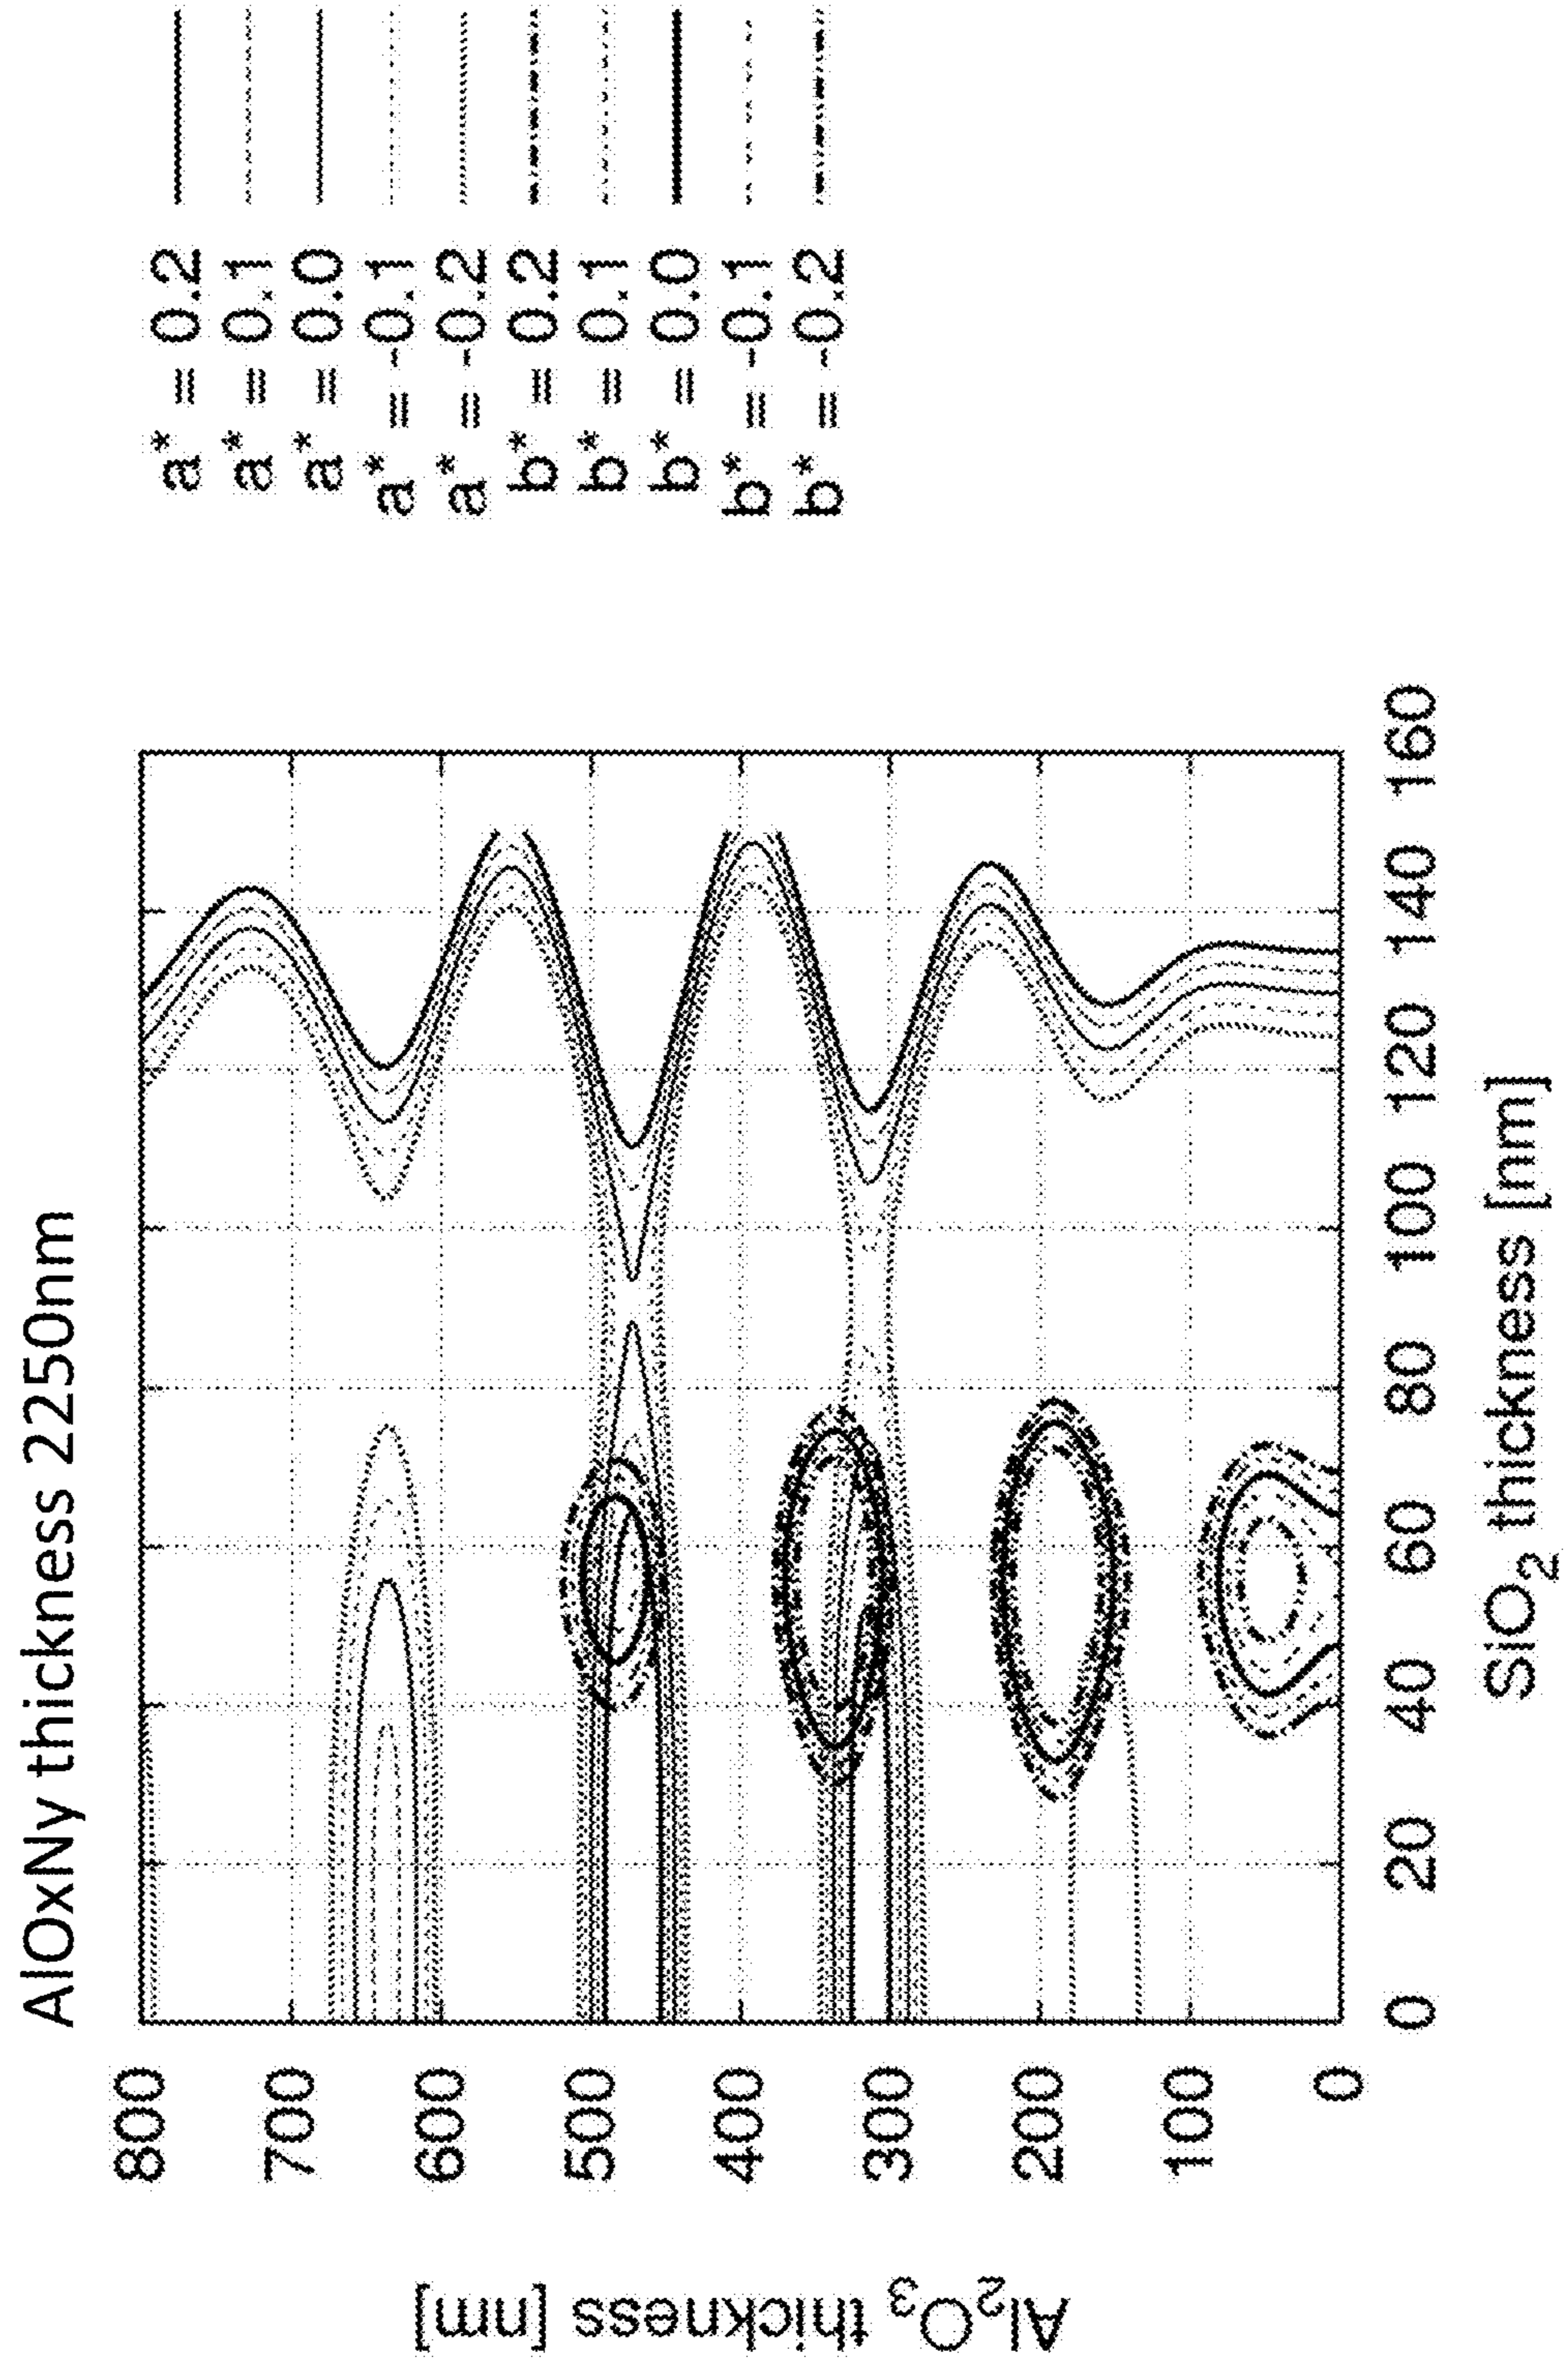 AlOxNy thickness 2250nm
a* = 0.2
a* = 0.1
a* = 0.0
a* = -0.1
a* = -0.2
b* = 0.2
b* = 0.1
b* = 0.0
b* = -0.1
b* = -0.2
Al₂O₃ thickness [nm]
800
700
600
500
400
300
200
100
0
0 20 40 60 80 100 120 140 160
SiO₂ thickness [nm]